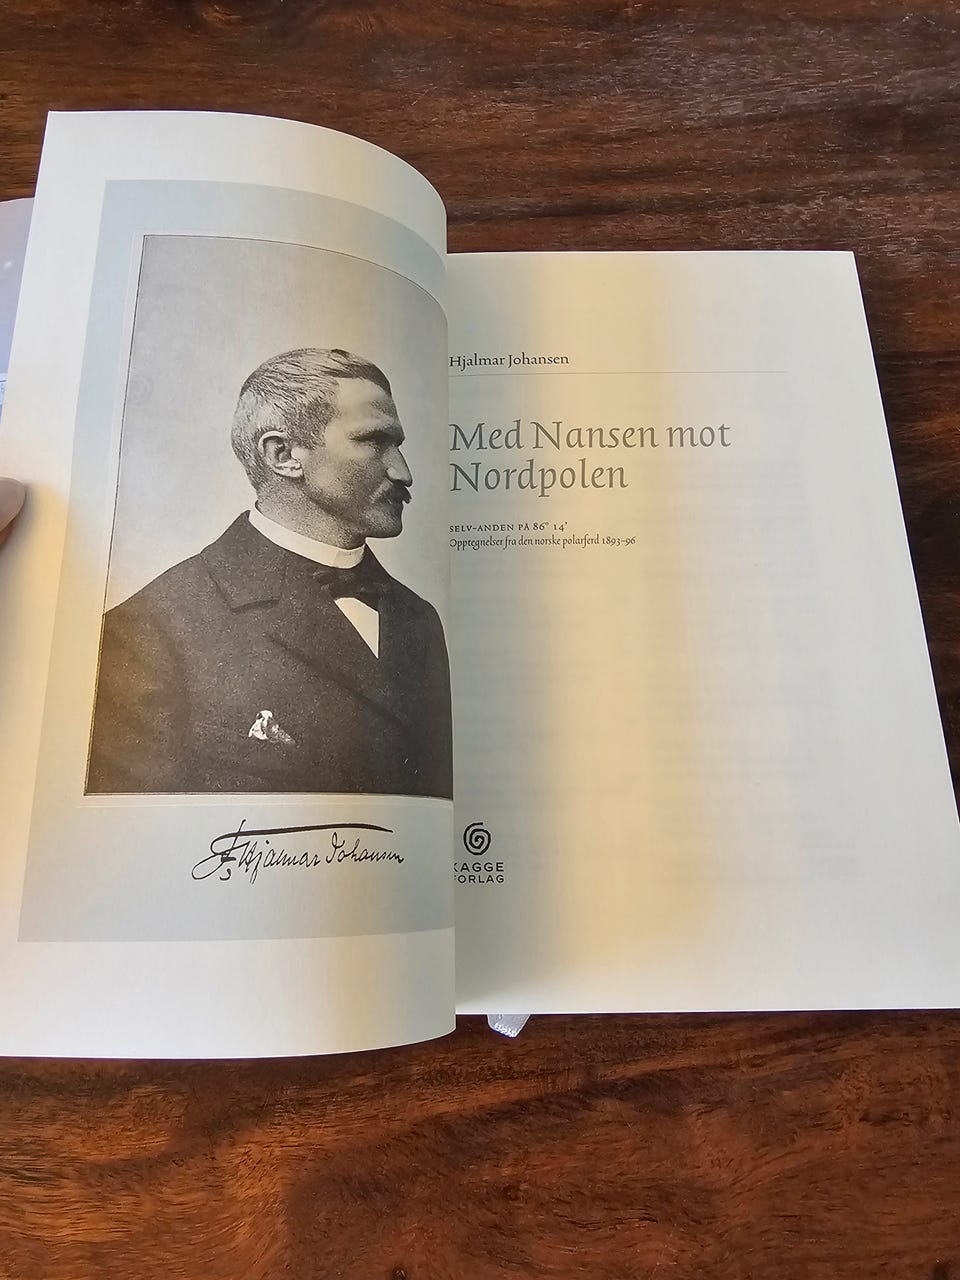 Fr. Hjalmar Johansen
Hjalmar Johansen
Med Nansen mot
Nordpolen
SELV-ANDEN PÅ 86° 14'
Opptegnelser fra den norske polarferd 1893–96
KAGGE
FORLAG